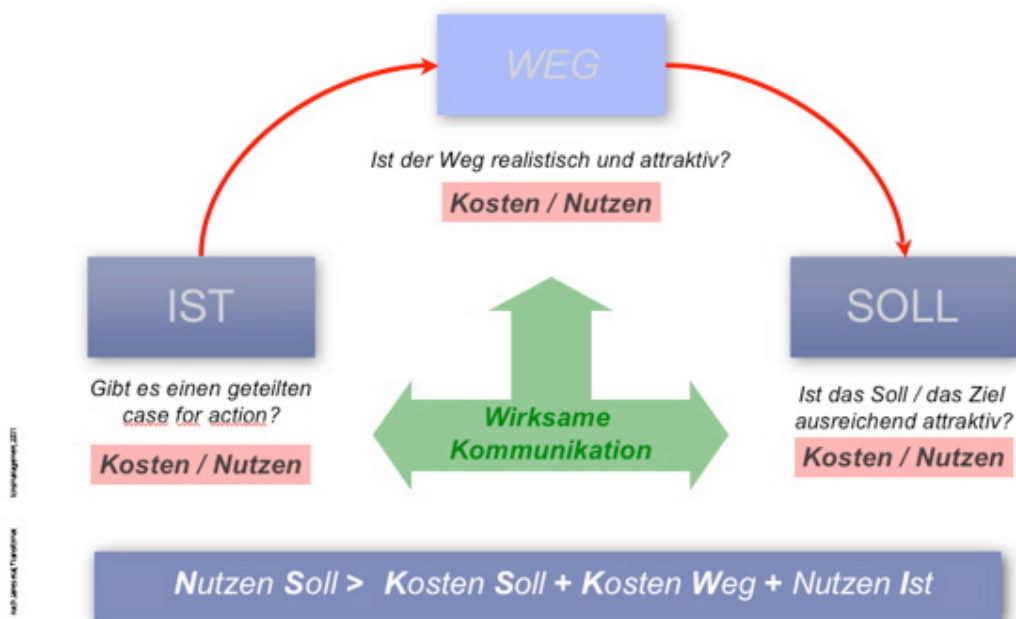 WEG
Ist der Weg realistisch und attraktiv?
Kosten / Nutzen
IST
Gibt es einen geteilten
case for action?
Kosten / Nutzen
SOLL
Ist das Soll / das Ziel
ausreichend attraktiv?
Kosten / Nutzen
Wirksame
Kommunikation
Nutzen Soll > Kosten Soll + Kosten Weg + Nutzen Ist